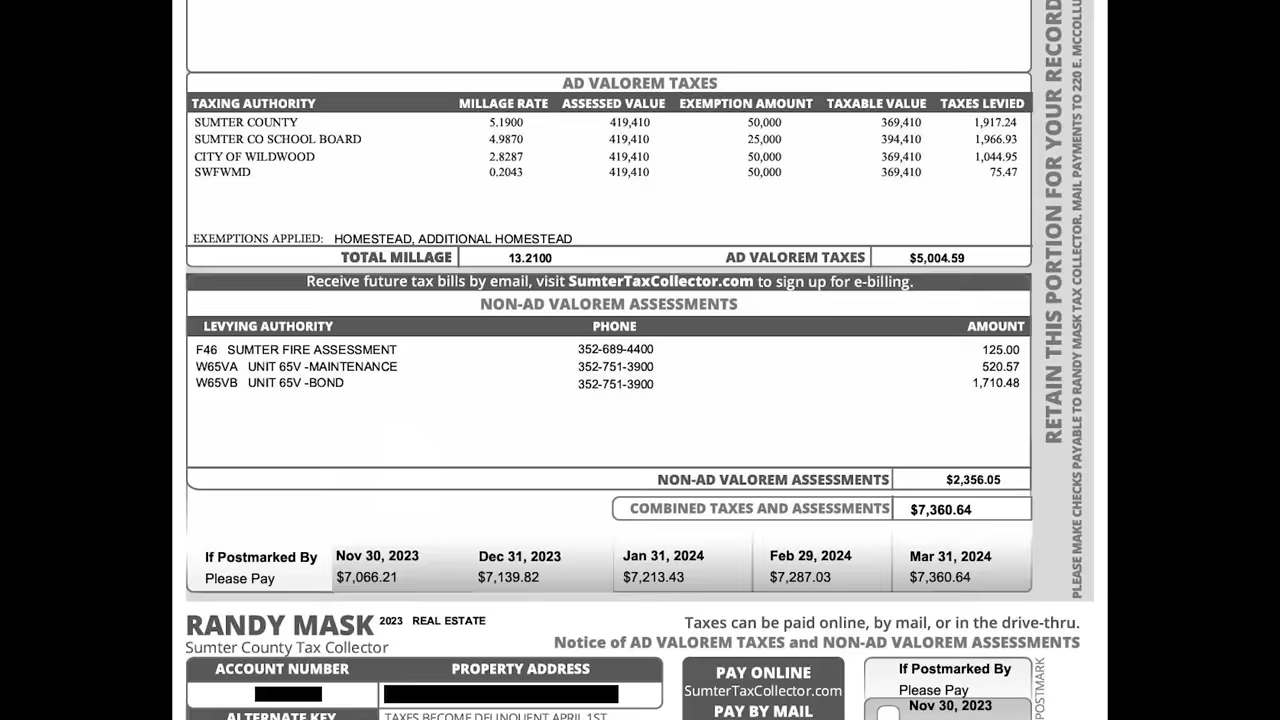 AD VALOREM TAXES
TAXING AUTHORITY MILLAGE RATE ASSESSED VALUE EXEMPTION AMOUNT TAXABLE VALUE TAXES LEVIED
SUMTER COUNTY 5.1900 419,410 50,000 369,410 1,917.24
SUMTER CO SCHOOL BOARD 4.9870 419,410 25,000 394,410 1,966.93
CITY OF WILDWOOD 2.8287 419,410 50,000 369,410 1,044.95
SWFWMD 0.2043 419,410 50,000 369,410 75.47
EXEMPTIONS APPLIED: HOMESTEAD, ADDITIONAL HOMESTEAD
TOTAL MILLAGE 13.2100 AD VALOREM TAXES $5,004.59
Receive future tax bills by email, visit SumterTaxCollector.com to sign up for e-billing.
NON-AD VALOREM ASSESSMENTS
LEVYING AUTHORITY PHONE AMOUNT
F46 SUMTER FIRE ASSESSMENT 352-689-4400 125.00
W65VA UNIT 65V -MAINTENANCE 352-751-3900 520.57
W65VB UNIT 65V -BOND 352-751-3900 1,710.48
NON-AD VALOREM ASSESSMENTS $2,356.05
COMBINED TAXES AND ASSESSMENTS $7,360.64
If Postmarked By Nov 30, 2023 Dec 31, 2023 Jan 31, 2024 Feb 29, 2024 Mar 31, 2024
Please Pay $7,066.21 $7,139.82 $7,213.43 $7,287.03 $7,360.64
RETAIN THIS PORTION FOR YOUR RECORD
PLEASE MAKE CHECKS PAYABLE TO RANDY MASK TAX COLLECTOR. MAIL PAYMENTS TO 220 E. MCCOLLU
RANDY MASK 2023 REAL ESTATE Taxes can be paid online, by mail, or in the drive-thru.
Sumter County Tax Collector Notice of AD VALOREM TAXES and NON-AD VALOREM ASSESSMENTS
ACCOUNT NUMBER PROPERTY ADDRESS
PAY ONLINE
SumterTaxCollector.com
PAY BY MAIL
If Postmarked By
Please Pay
Nov 30, 2023
POSTMARK
ALTERNATE KEY TAXES BECOME DELINQUENT APRIL 1ST